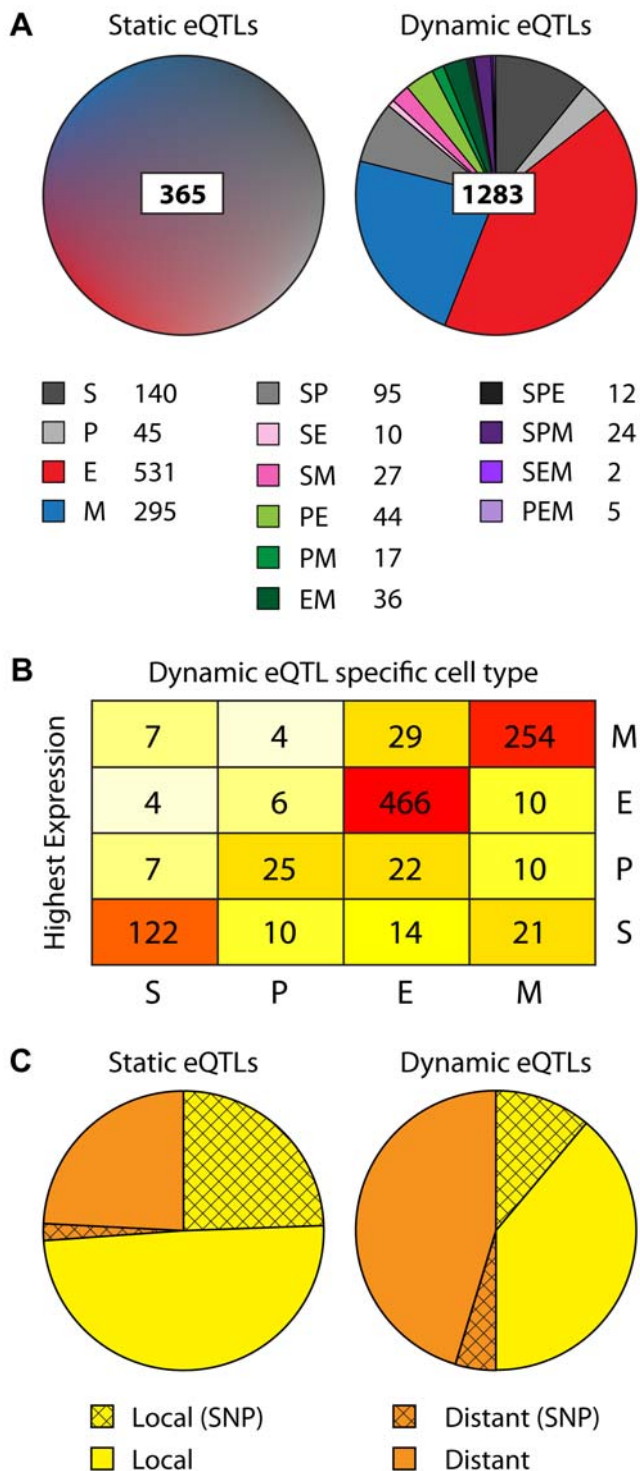 A
Static eQTLs Dynamic eQTLs
365 1283
S 140 SP 95 SPE 12
P 45 SE 10 SPM 24
E 531 SM 27 SEM 2
M 295 PE 44 PEM 5
PM 17
EM 36
B
Dynamic eQTL specific cell type
Highest Expression
7 4 29 254 M
4 6 466 10 E
7 25 22 10 P
122 10 14 21 S
S P E M
C
Static eQTLs Dynamic eQTLs
Local (SNP) Distant (SNP)
Local Distant